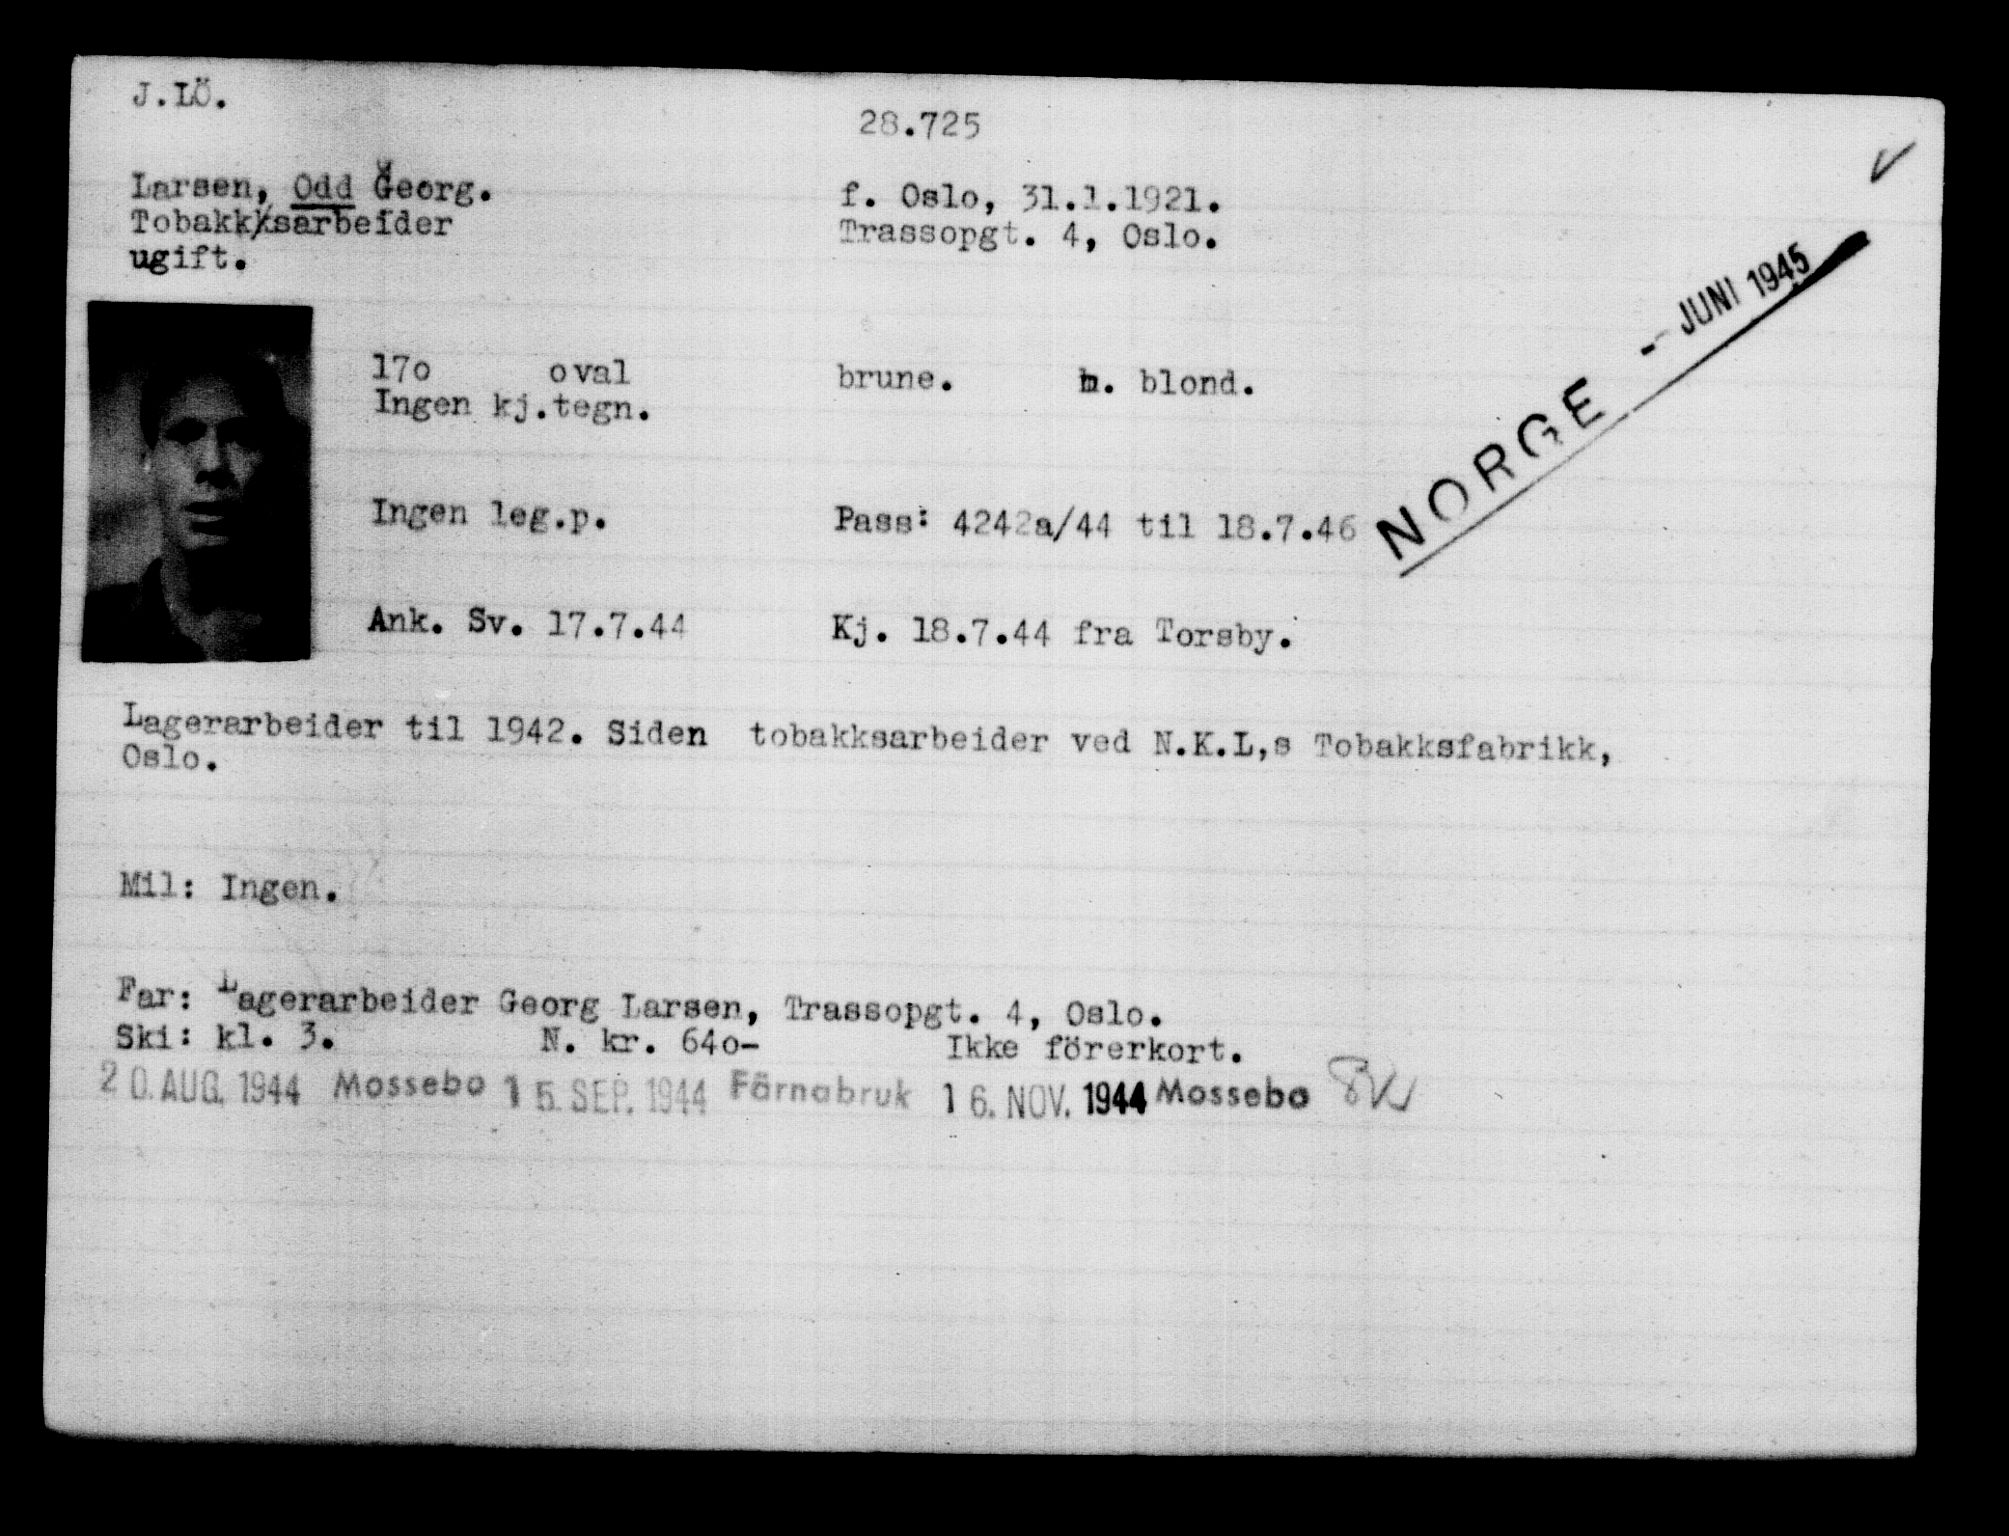 J.LÖ.
28.725
Larsen, Odd Georg.
f. Oslo, 31.1.1921.
Tobakksarbeider
Trassopgt. 4, Oslo.
ugift.
- JUNI 1945
NORGE
17o oval brune. h. blond.
Ingen kj.tegn.
Ingen leg.p. Pass: 4242a/44 til 18.7.46
Ank. Sv. 17.7.44 Kj. 18.7.44 fra Torsby.
Lagerarbeider til 1942. Siden tobakksarbeider ved N.K.L,s Tobakksfabrikk,
Oslo.
Mil: Ingen.
Far: Lagerarbeider Georg Larsen, Trassopgt. 4, Oslo.
Ski: kl. 3. N. kr. 64o- Ikke förerkort.
20. AUG. 1944 Mossebo 15. SEP. 1944 Färnabruk 16. NOV. 1944 Mossebo